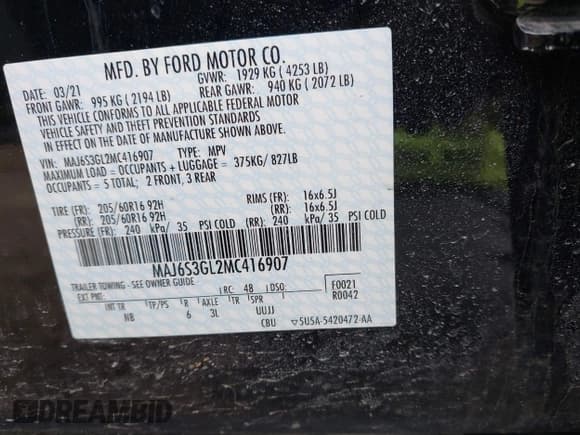 MFD. BY FORD MOTOR CO.
DATE: 03/21 GVWR: 1929 KG ( 4253 LB)
FRONT GAWR: 995 KG ( 2194 LB) REAR GAWR: 940 KG ( 2072 LB)
THIS VEHICLE CONFORMS TO ALL APPLICABLE FEDERAL MOTOR
VEHICLE SAFETY AND THEFT PREVENTION STANDARDS
IN EFFECT ON THE DATE OF MANUFACTURE SHOWN ABOVE.
VIN: MAJ6S3GL2MC416907 TYPE: MPV
MAXIMUM LOAD = OCCUPANTS + LUGGAGE = 375KG/ 827LB
OCCUPANTS = 5 TOTAL; 2 FRONT, 3 REAR
TIRE (FR): 205/60R16 92H RIMS (FR): 16x6.5J
(RR): 205/60R16 92H (RR): 16x6.5J
PRESSURE (FR): 240 kPa/ 35 PSI COLD (RR): 240 kPa/ 35 PSI COLD
MAJ6S3GL2MC416907
TRAILER TOWING - SEE OWNER GUIDE
EXT PNT: RC: 48 DSO: F0021
R0042
INT TR TP/PS R AXLE TR SPR
NB 6 3L UUJJ
CBU ▽5U5A-5420472-AA
DREAMBID